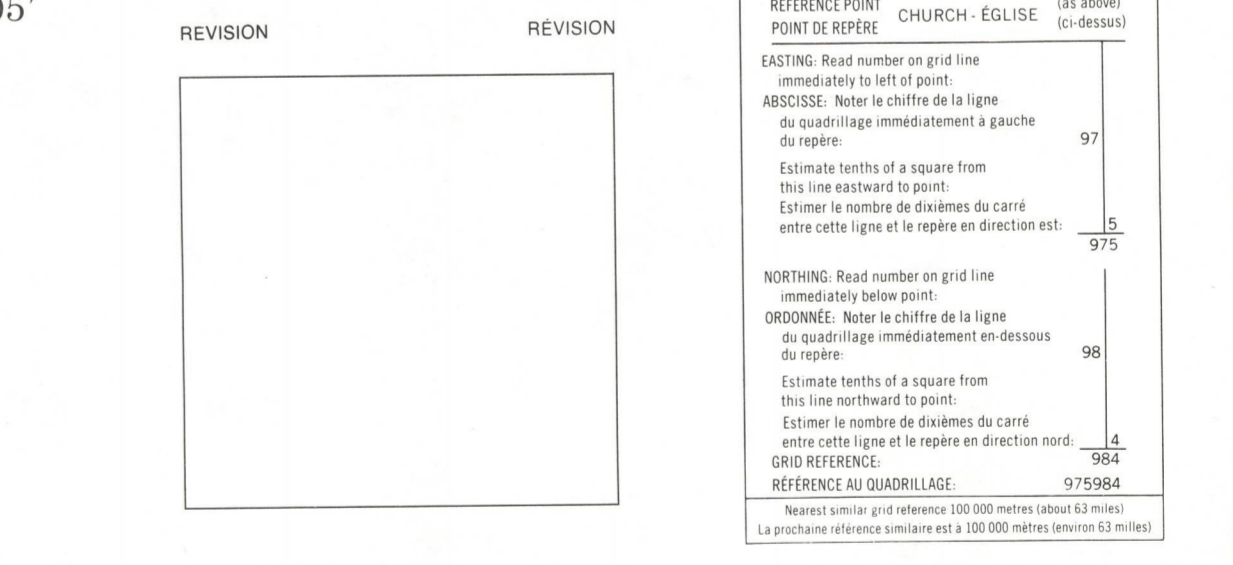 REVISION
RÉVISION
REFERENCE POINT
POINT DE REPÈRE
CHURCH - ÉGLISE
(as above)
(ci-dessus)
EASTING: Read number on grid line
immediately to left of point:
ABSCISSE: Noter le chiffre de la ligne
du quadrillage immédiatement à gauche
du repère: 97
Estimate tenths of a square from
this line eastward to point:
Estimer le nombre de dixièmes du carré
entre cette ligne et le repère en direction est: 5
975
NORTHING: Read number on grid line
immediately below point:
ORDONNÉE: Noter le chiffre de la ligne
du quadrillage immédiatement en-dessous
du repère: 98
Estimate tenths of a square from
this line northward to point:
Estimer le nombre de dixièmes du carré
entre cette ligne et le repère en direction nord: 4
GRID REFERENCE: 984
RÉFÉRENCE AU QUADRILLAGE: 975984
Nearest similar grid reference 100 000 metres (about 63 miles)
La prochaine référence similaire est à 100 000 mètres (environ 63 milles)